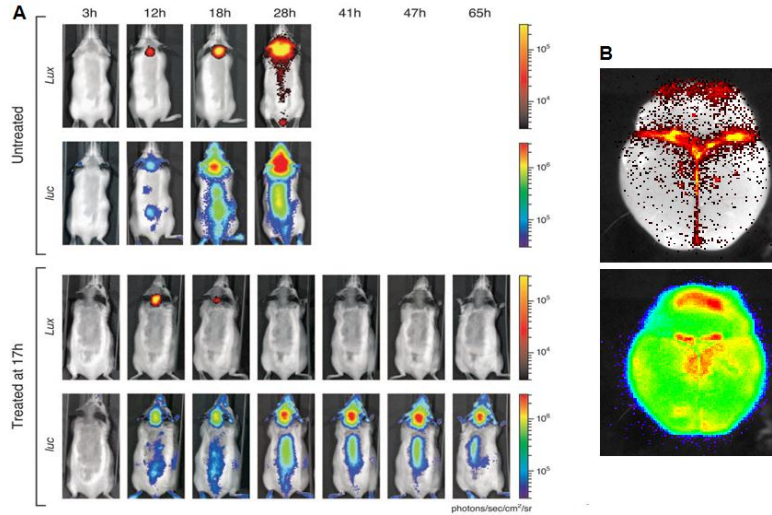 A
3h 12h 18h 28h 41h 47h 65h
Untreated
Lux
10⁵
10⁴
luc
10⁶
10⁵
Treated at 17h
Lux
10⁵
10⁴
luc
10⁶
10⁵
photons/sec/cm²/sr
B